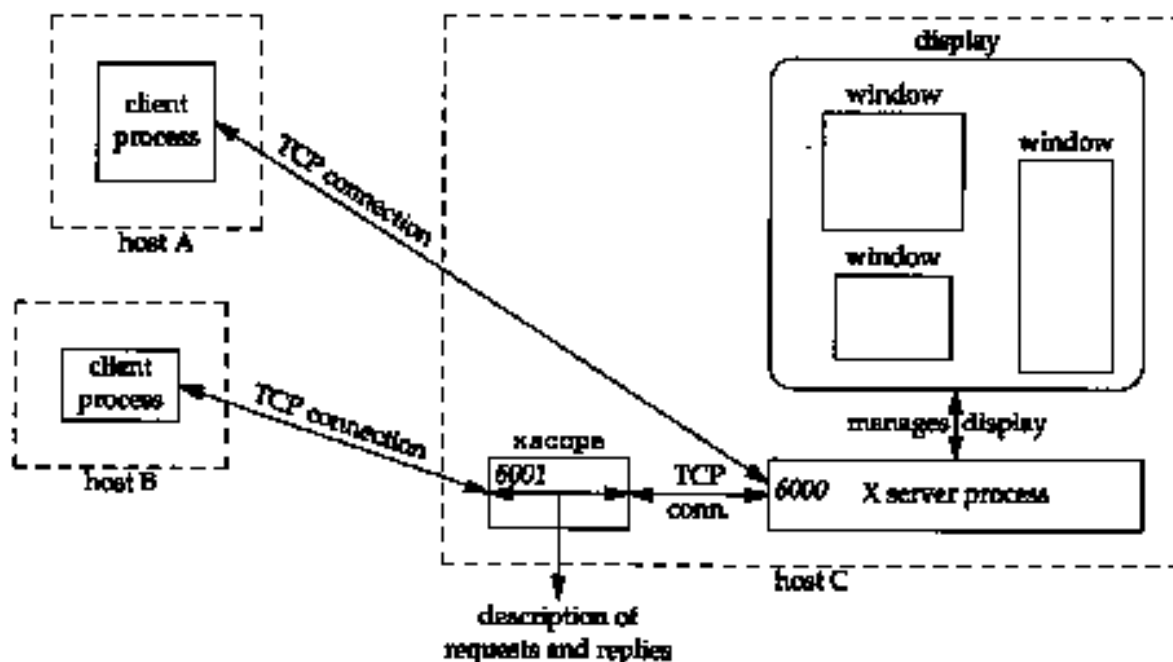 display
client
process
window
window
TCP connection
host A
window
client
process
TCP connection
manages display
xscope
6001
TCP
conn.
6000
X server process
host B
host C
description of
requests and replies